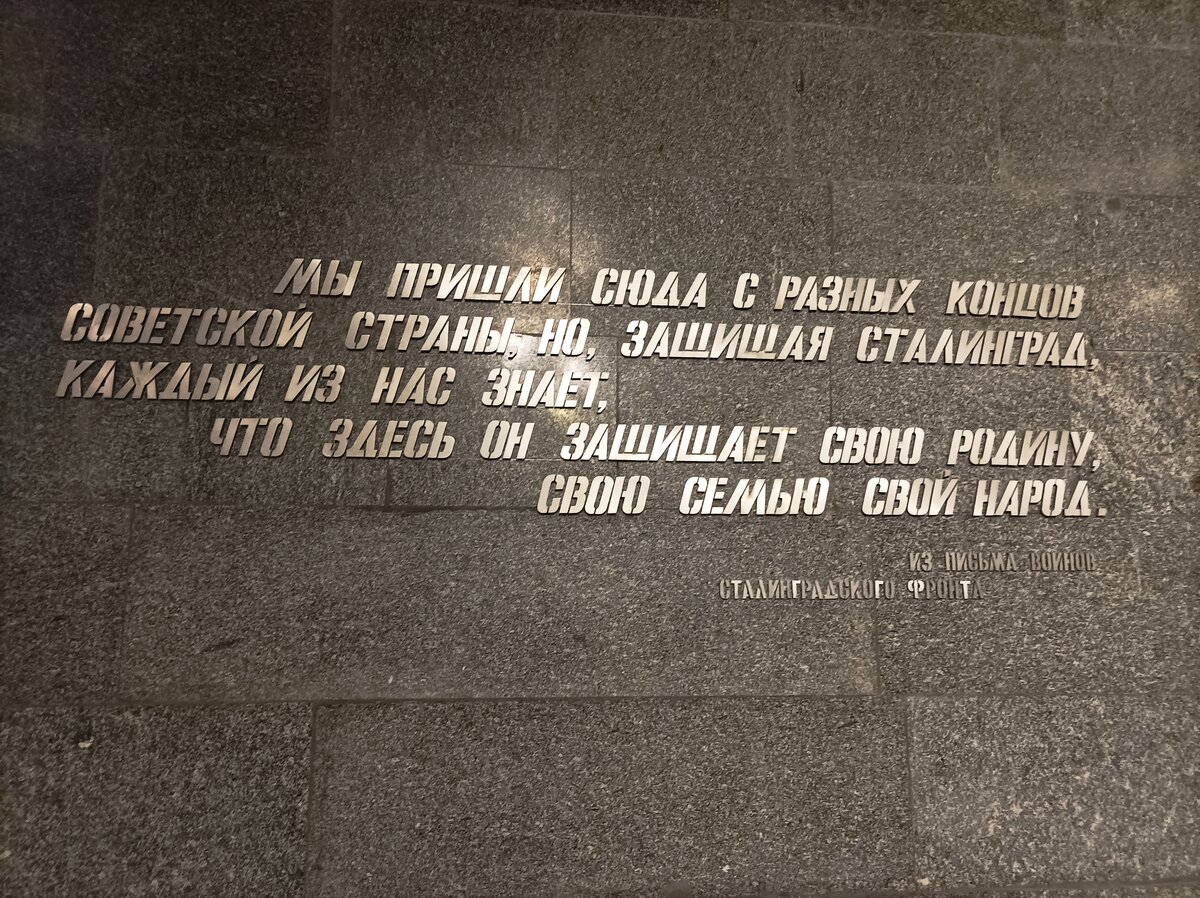 МЫ ПРИШЛИ СЮДА С РАЗНЫХ КОНЦОВ
СОВЕТСКОЙ СТРАНЫ, НО, ЗАЩИЩАЯ СТАЛИНГРАД,
КАЖДЫЙ ИЗ НАС ЗНАЕТ,
ЧТО ЗДЕСЬ ОН ЗАЩИЩАЕТ СВОЮ РОДИНУ,
СВОЮ СЕМЬЮ СВОЙ НАРОД.
ИЗ ПИСЬМА ВОИНОВ
СТАЛИНГРАДСКОГО ФРОНТА